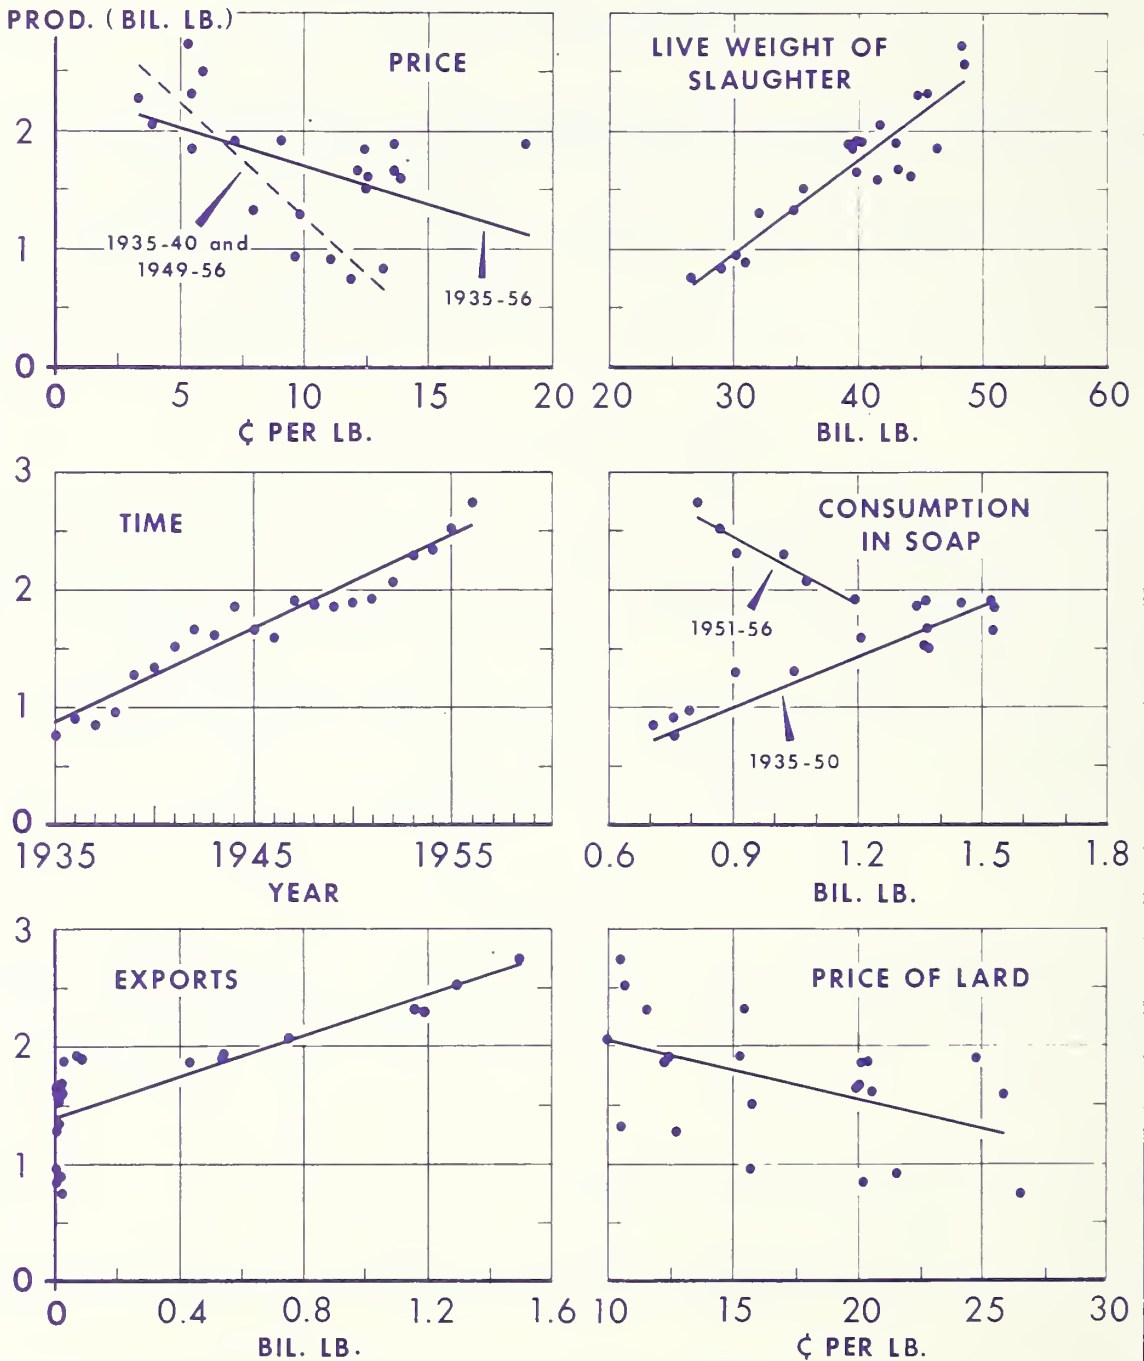 PROD. (BIL. LB.)
PRICE
2
1
0
1935-40 and
1949-56
1935-56
0 5 10 15 20
¢ PER LB.
LIVE WEIGHT OF
SLAUGHTER
20 30 40 50 60
BIL. LB.
3
TIME
2
1
0
1935 1945 1955
YEAR
CONSUMPTION
IN SOAP
1951-56
1935-50
0.6 0.9 1.2 1.5 1.8
BIL. LB.
3
EXPORTS
2
1
0
0 0.4 0.8 1.2 1.6
BIL. LB.
PRICE OF LARD
10 15 20 25 30
¢ PER LB.